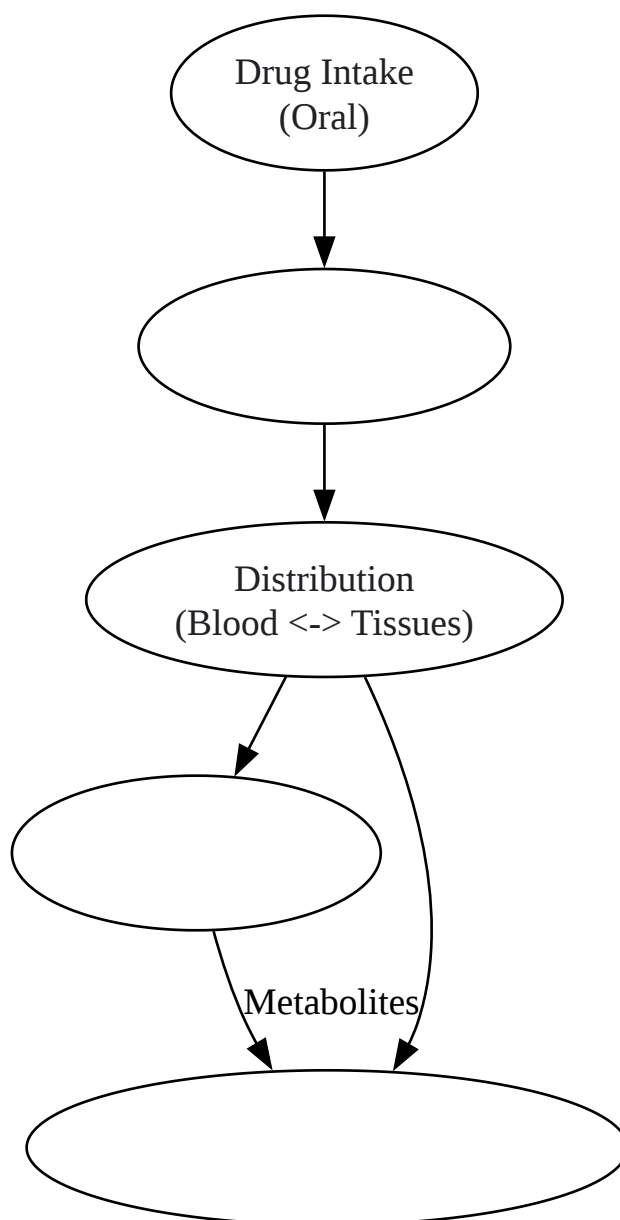 Drug Intake
(Oral)
Distribution
(Blood <-> Tissues)
Metabolites